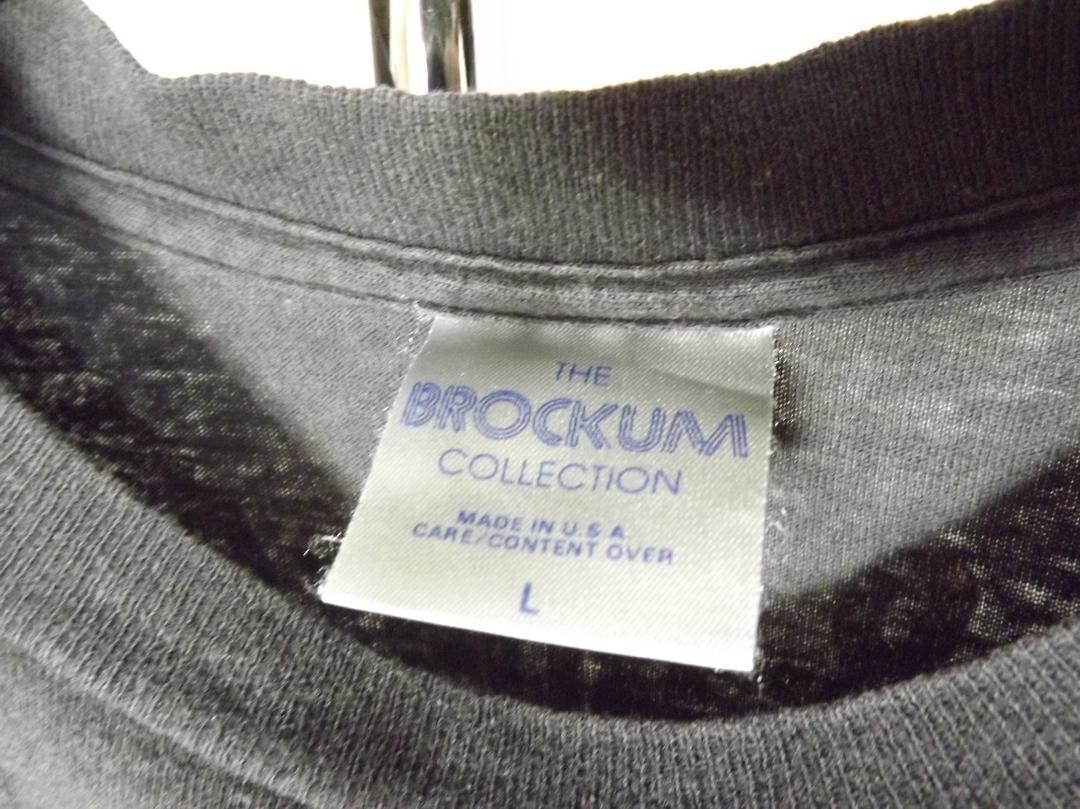 THE
BROCKUM
COLLECTION
MADE IN U.S.A
CARE/CONTENT OVER
L